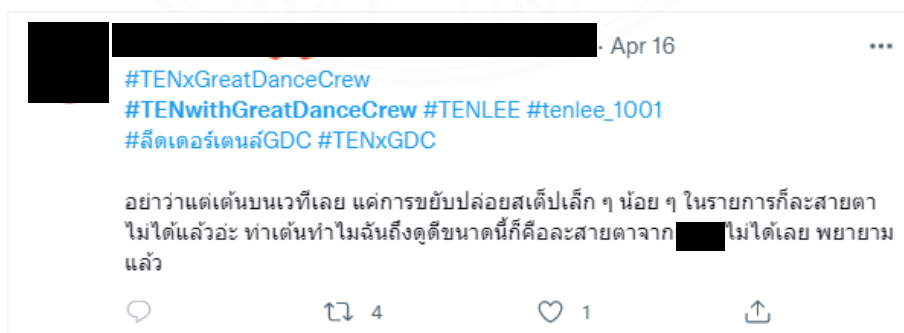 · Apr 16
#TENxGreatDanceCrew
#TENwithGreatDanceCrew #TENLEE #tenlee_1001
#ลีดเดอร์เตนล์GDC #TENxGDC
อย่าว่าแต่เต้นบนเวทีเลย แค่การขยับปล่อยสเต็ปเล็ก ๆ น้อย ๆ ในรายการก็ละสายตา
ไม่ได้แล้วอ่ะ ท่าเต้นทำไมฉันถึงดูดีขนาดนี้ก็คือละสายตาจาก ไม่ได้เลย พยายาม
แล้ว
4 1